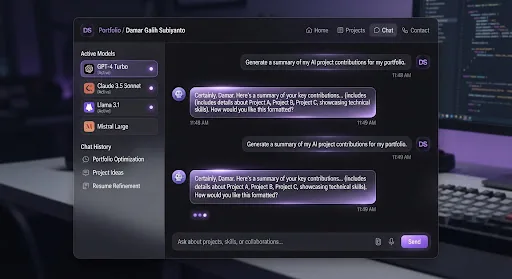 DS Portfolio / Damar Galih Subiyanto
Home Projects Chat Contact
Active Models
GPT-4 Turbo
(Active)
Claude 3.5 Sonnet
(Active)
Llama 3.1
(Active)
Mistral Large
Chat History
Portfolio Optimization
Project Ideas
Resume Refinement
Generate a summary of my AI project contributions for my portfolio.
DS
11:49 AM
Certainly, Damar. Here's a summary of your key contributions... (includes
(includes details about Project A, Project B, Project C, showcasing technical
skills). How would you like this formatted?
11:48 AM 11:49 AM
Generate a summary of my AI project contributions for my portfolio.
DS
11:49 AM
Certainly, Damar. Here's a summary of your key contributions... (includes
details about Project A, Project B, Project C, showcasing technical skills).
How would you like this formatted?
11:49 AM
Ask about projects, skills, or collaborations...
Send